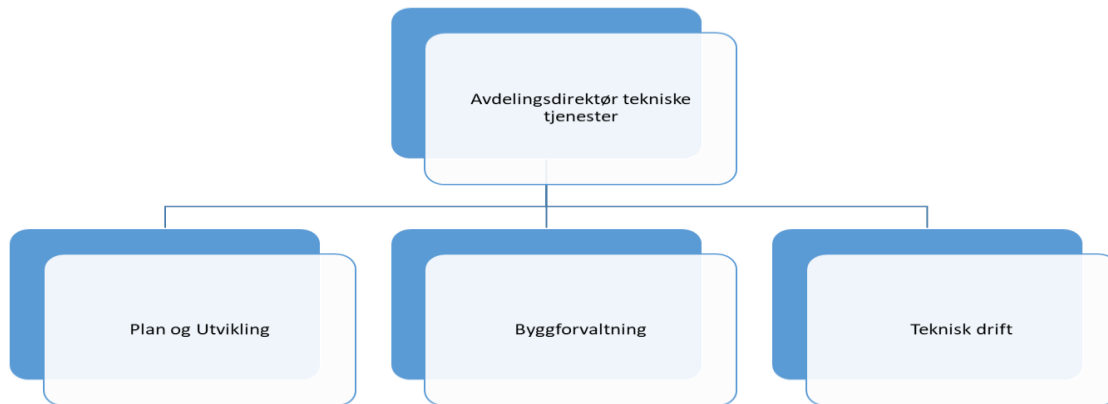 Avdelingsdirektør tekniske
tjenester
Plan og Utvikling
Byggforvaltning
Teknisk drift